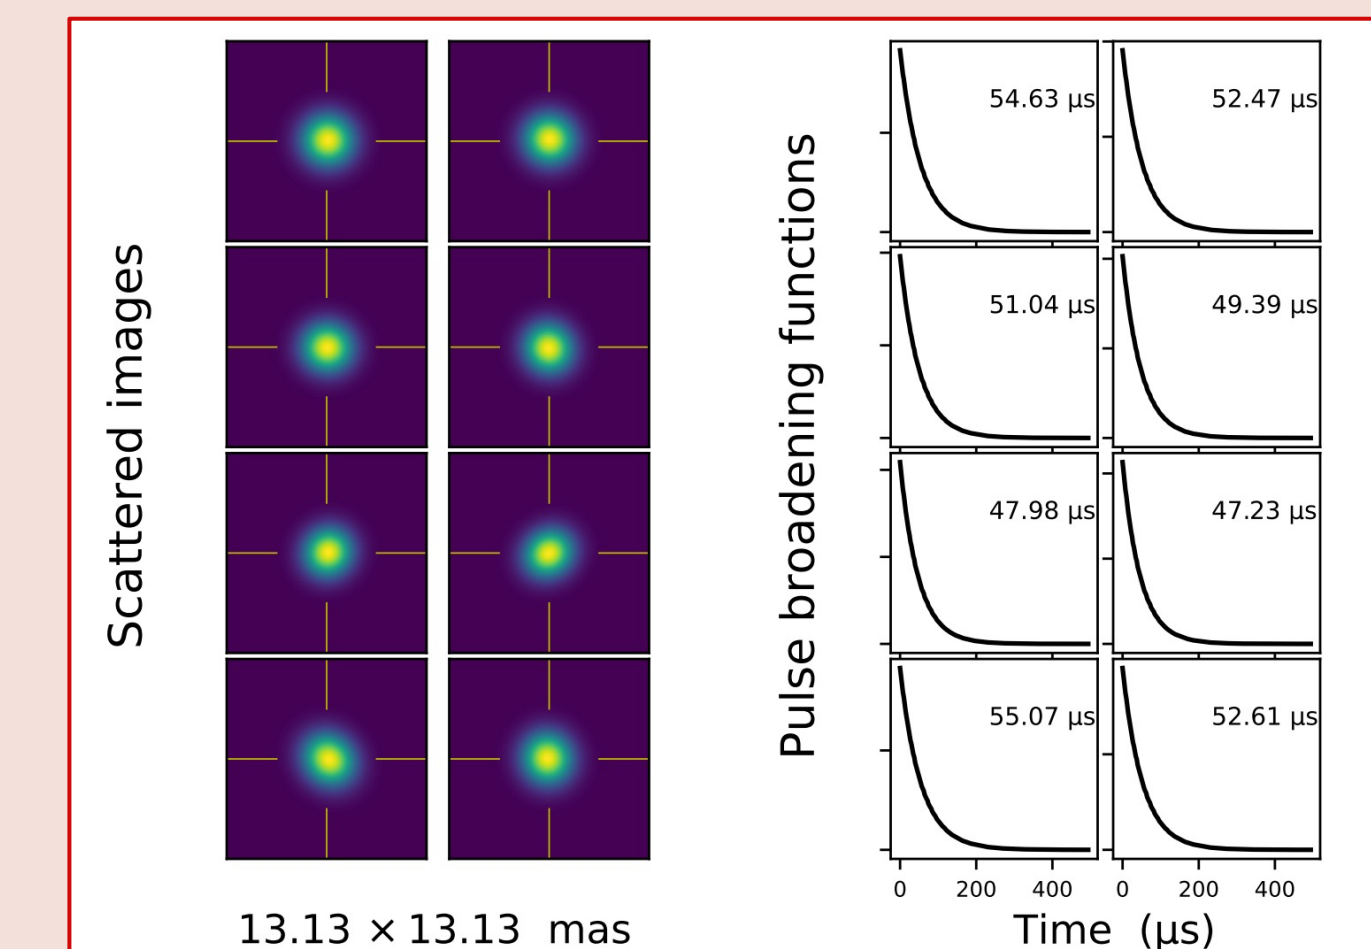 Scattered images
13.13 × 13.13 mas
Pulse broadening functions
54.63 µs
52.47 µs
51.04 µs
49.39 µs
47.98 µs
47.23 µs
55.07 µs
52.61 µs
0 200 400
0 200 400
Time (µs)